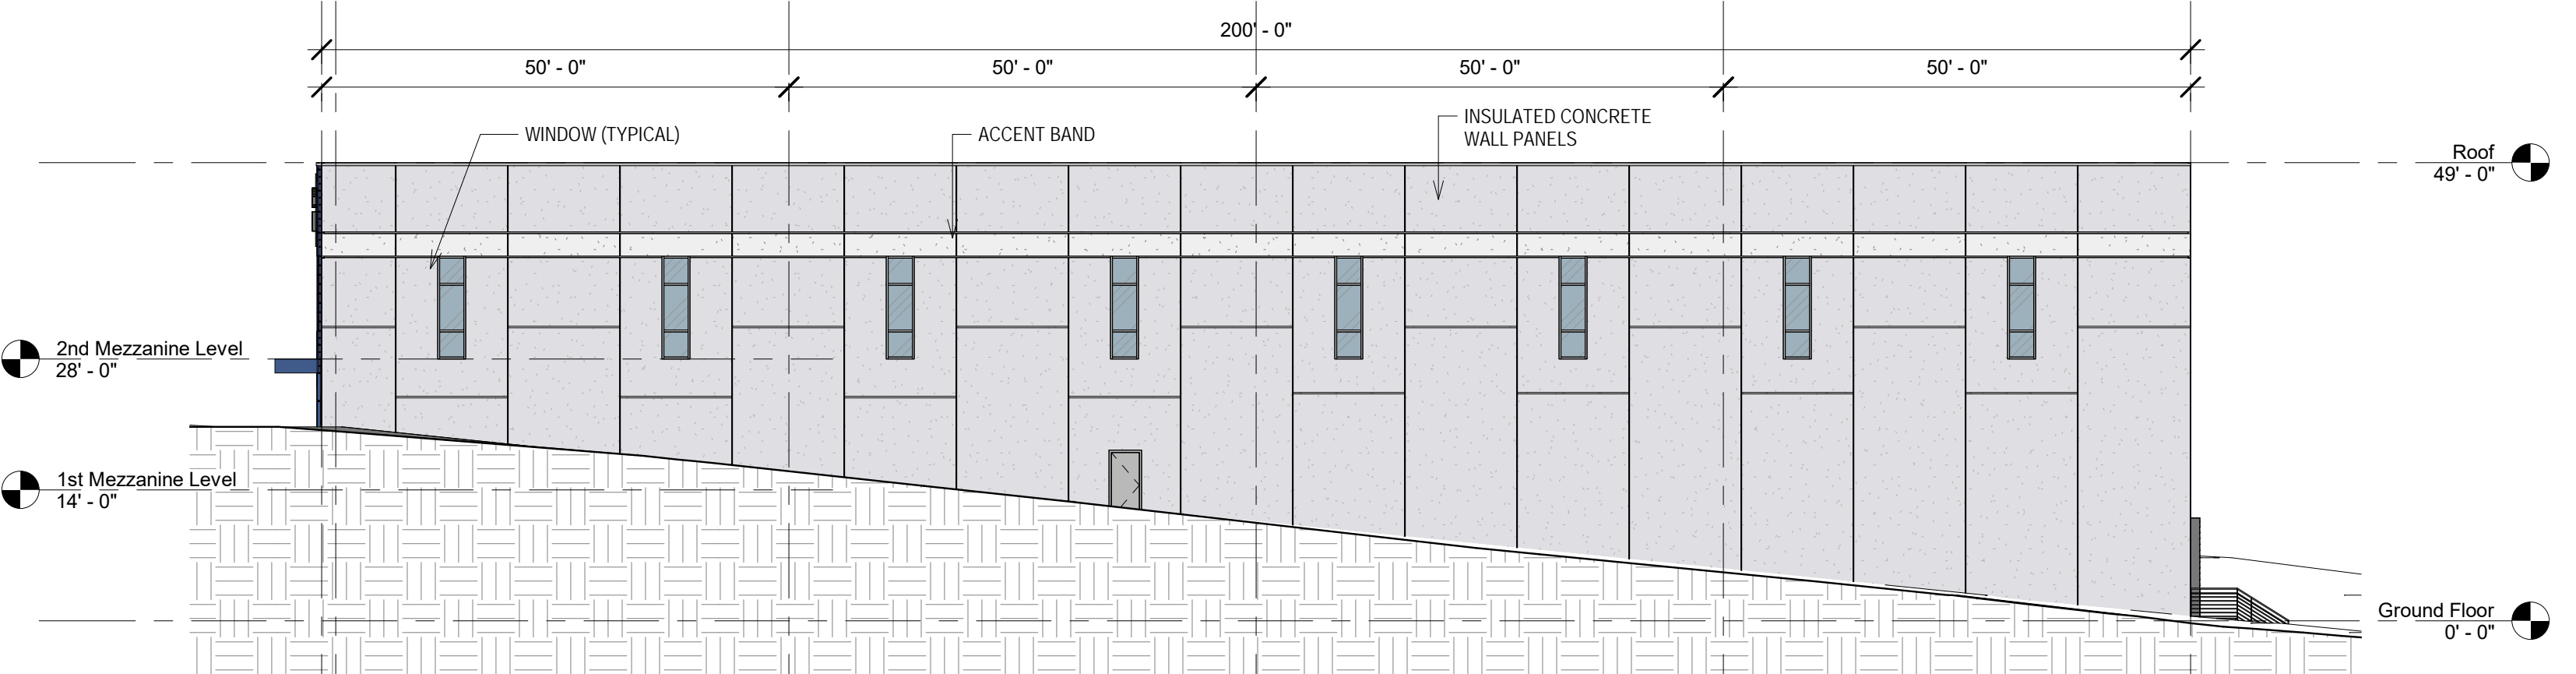 200' - 0"
50' - 0"
50' - 0"
50' - 0"
50' - 0"
WINDOW (TYPICAL)
ACCENT BAND
INSULATED CONCRETE
WALL PANELS
Roof
49' - 0"
2nd Mezzanine Level
28' - 0"
1st Mezzanine Level
14' - 0"
Ground Floor
0' - 0"